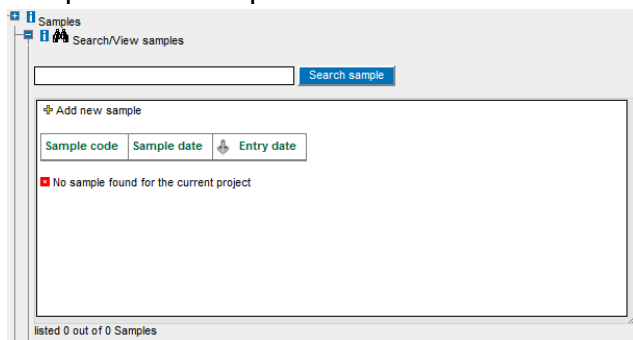 Samples
Search/View samples
Search sample
Add new sample
Sample code Sample date Entry date
No sample found for the current project
listed 0 out of 0 Samples